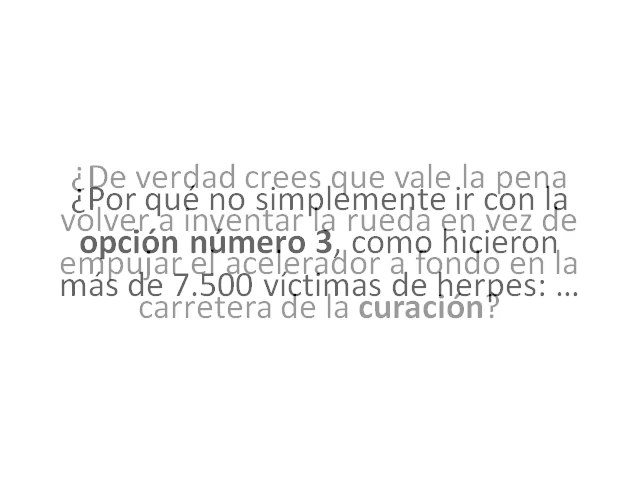 ¿De verdad crees que vale la pena
volver a inventar la rueda en vez de
empujar el acelerador a fondo en la
carretera de la curación?
¿Por qué no simplemente ir con la
opción número 3, como hicieron
más de 7.500 víctimas de herpes: ...